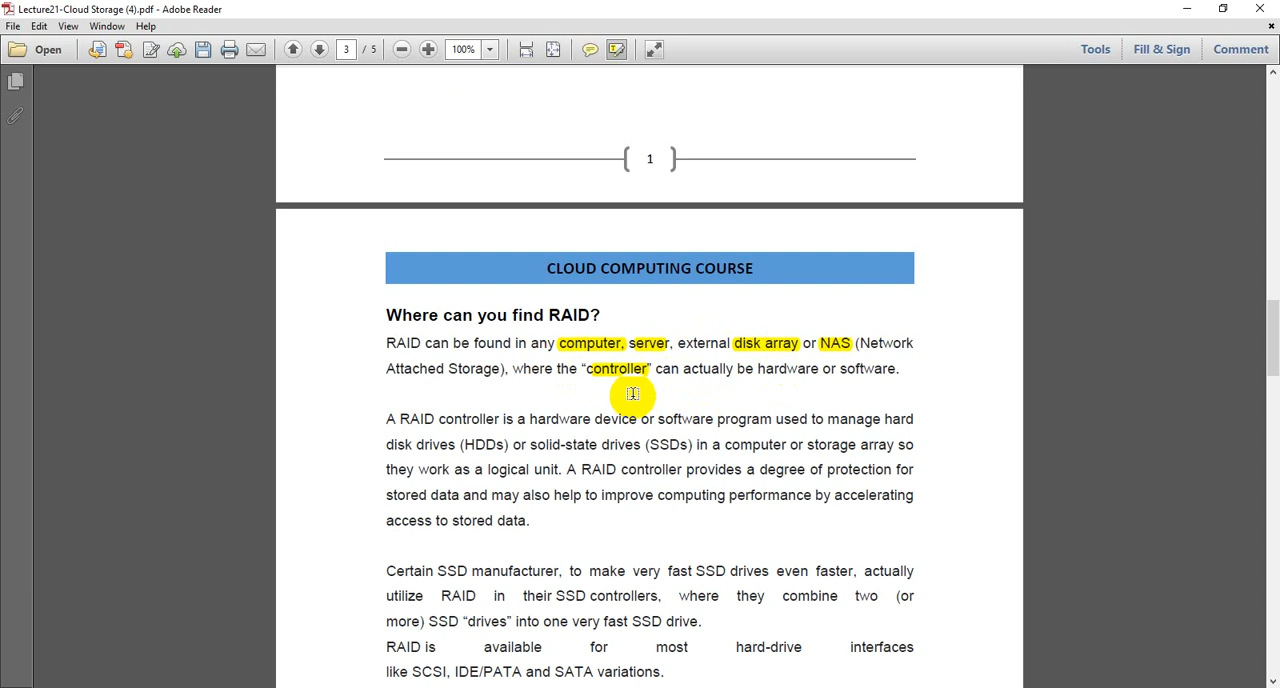 Lecture21-Cloud Storage (4).pdf - Adobe Reader
File Edit View Window Help
Open 3 / 5 100% Tools Fill & Sign Comment
1
CLOUD COMPUTING COURSE
Where can you find RAID?
RAID can be found in any computer, server, external disk array or NAS (Network
Attached Storage), where the “controller” can actually be hardware or software.
A RAID controller is a hardware device or software program used to manage hard
disk drives (HDDs) or solid-state drives (SSDs) in a computer or storage array so
they work as a logical unit. A RAID controller provides a degree of protection for
stored data and may also help to improve computing performance by accelerating
access to stored data.
Certain SSD manufacturer, to make very fast SSD drives even faster, actually
utilize RAID in their SSD controllers, where they combine two (or
more) SSD “drives” into one very fast SSD drive.
RAID is available for most hard-drive interfaces
like SCSI, IDE/PATA and SATA variations.